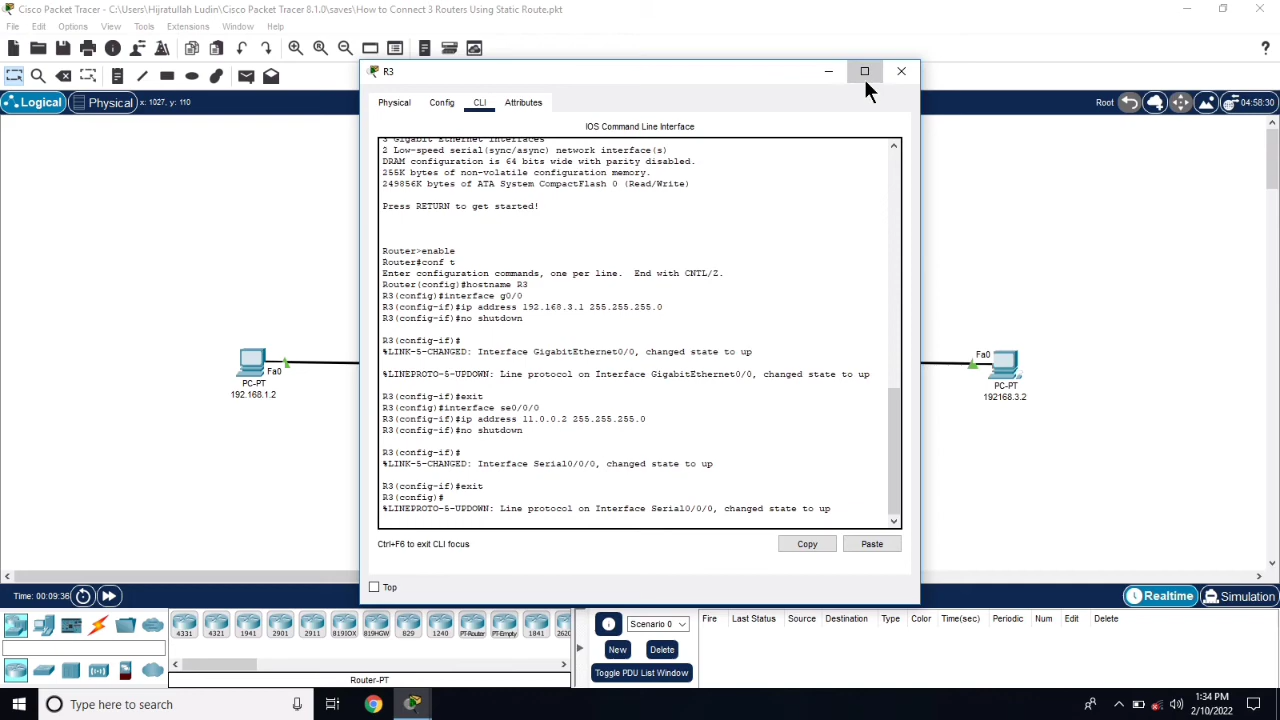 Cisco Packet Tracer - C:\Users\Hijratullah Ludin\Cisco Packet Tracer 8.1.0\saves\How to Connect 3 Routers Using Static Route.pkt
File Edit Options View Tools Extensions Window Help
Logical Physical x: 1027, y: 110 Root 04:58:30
R3
Physical Config CLI Attributes
IOS Command Line Interface
3 Gigabit Ethernet interfaces
2 Low-speed serial(sync/async) network interface(s)
DRAM configuration is 64 bits wide with parity disabled.
255K bytes of non-volatile configuration memory.
249856K bytes of ATA System CompactFlash 0 (Read/Write)
Press RETURN to get started!
Router>enable
Router#conf t
Enter configuration commands, one per line.  End with CNTL/Z.
Router(config)#hostname R3
R3(config)#interface g0/0
R3(config-if)#ip address 192.168.3.1 255.255.255.0
R3(config-if)#no shutdown
R3(config-if)#
%LINK-5-CHANGED: Interface GigabitEthernet0/0, changed state to up
%LINEPROTO-5-UPDOWN: Line protocol on Interface GigabitEthernet0/0, changed state to up
R3(config-if)#exit
R3(config)#interface se0/0/0
R3(config-if)#ip address 11.0.0.2 255.255.255.0
R3(config-if)#no shutdown
R3(config-if)#
%LINK-5-CHANGED: Interface Serial0/0/0, changed state to up
R3(config-if)#exit
R3(config)#
%LINEPROTO-5-UPDOWN: Line protocol on Interface Serial0/0/0, changed state to up
Ctrl+F6 to exit CLI focus
Copy Paste
Top
Fa0
PC-PT
192.168.1.2
Fa0
PC-PT
192168.3.2
Time: 00:09:36 Realtime Simulation
4331 4321 1941 2901 2911 819IOX 819HGW 829 1240 PT-Router PT-Empty 1841 2620
Router-PT
Scenario 0
New Delete
Toggle PDU List Window
Fire Last Status Source Destination Type Color Time(sec) Periodic Num Edit Delete
Type here to search
1:34 PM
2/10/2022